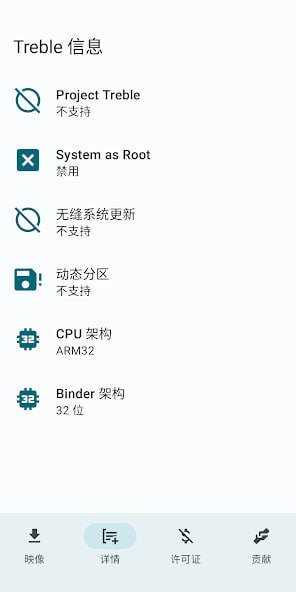 Treble 信息
Project Treble
不支持
System as Root
禁用
无缝系统更新
不支持
动态分区
不支持
32
CPU 架构
ARM32
32
Binder 架构
32 位
映像
详情
许可证
贡献